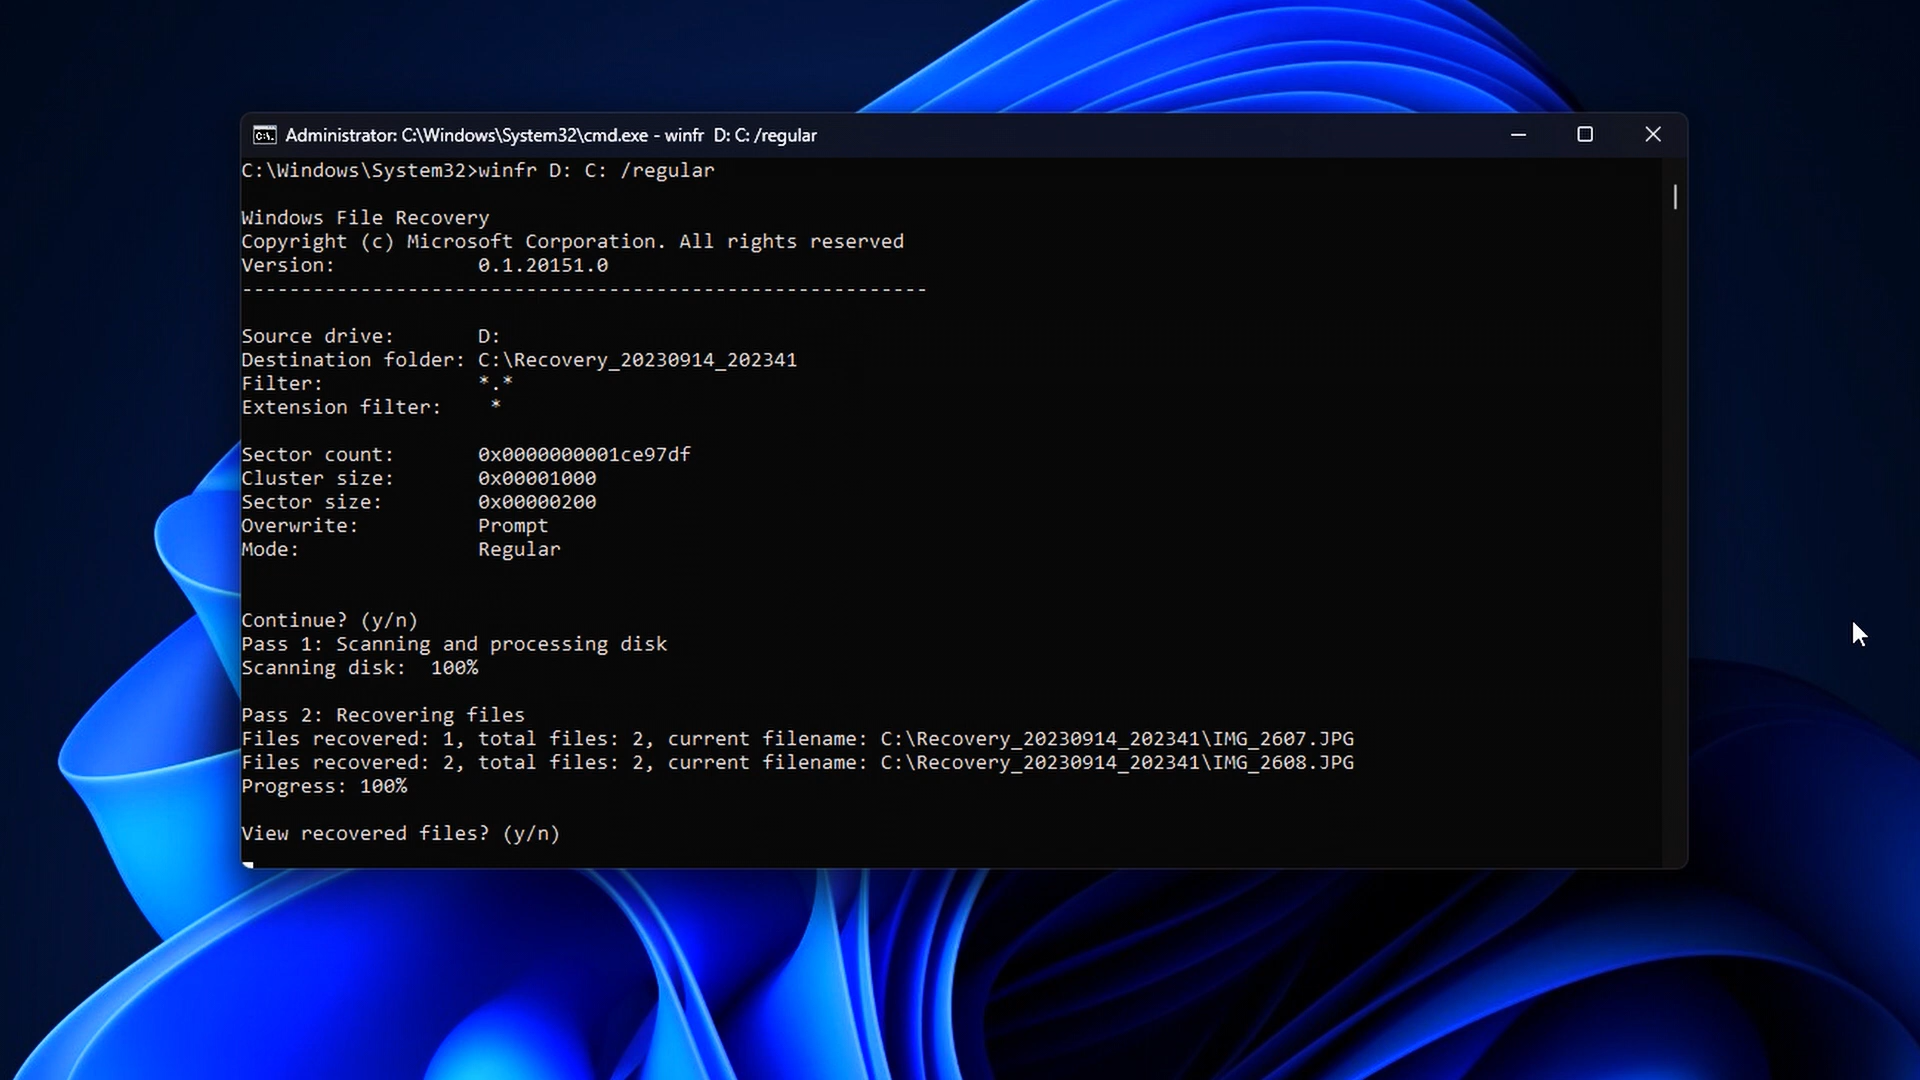 Administrator: C:\Windows\System32\cmd.exe - winfr  D: C: /regular
C:\Windows\System32>winfr D: C: /regular
Windows File Recovery
Copyright (c) Microsoft Corporation. All rights reserved
Version:            0.1.20151.0
----------------------------------------------------------
Source drive:       D:
Destination folder: C:\Recovery_20230914_202341
Filter:             *.*
Extension filter:    *
Sector count:       0x0000000001ce97df
Cluster size:       0x00001000
Sector size:        0x00000200
Overwrite:          Prompt
Mode:               Regular
Continue? (y/n)
Pass 1: Scanning and processing disk
Scanning disk:  100%
Pass 2: Recovering files
Files recovered: 1, total files: 2, current filename: C:\Recovery_20230914_202341\IMG_2607.JPG
Files recovered: 2, total files: 2, current filename: C:\Recovery_20230914_202341\IMG_2608.JPG
Progress: 100%
View recovered files? (y/n)